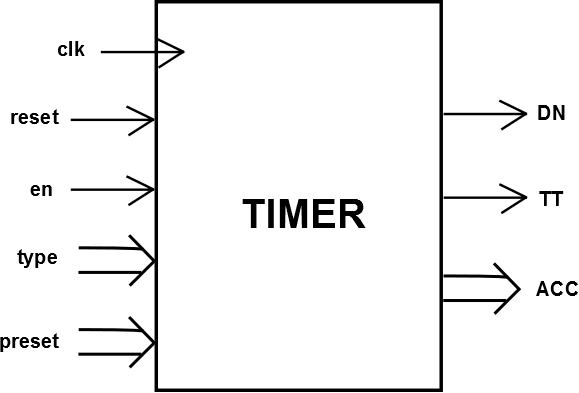 clk
reset
en
type
preset
TIMER
DN
TT
ACC